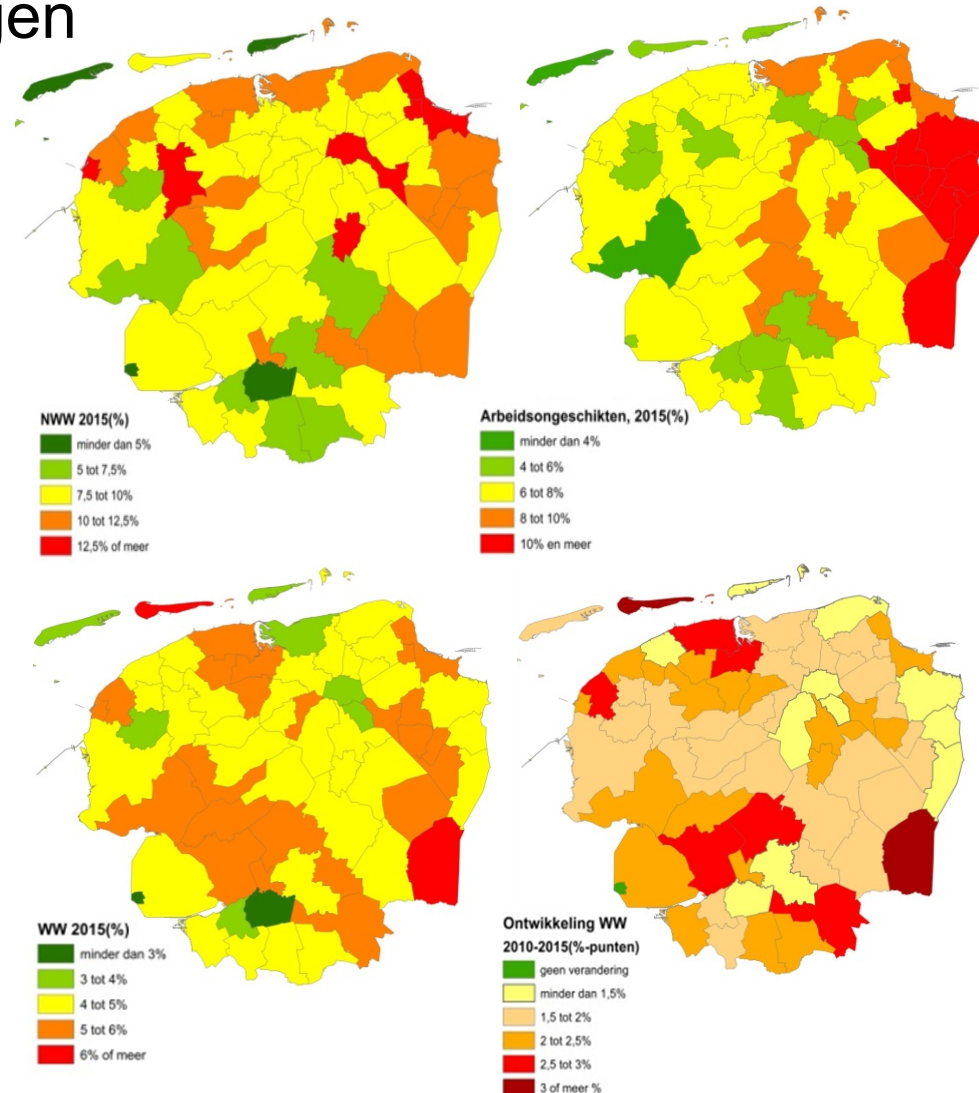 gen
NWW 2015(%)
minder dan 5%
5 tot 7,5%
7,5 tot 10%
10 tot 12,5%
12,5% of meer
Arbeidsongeschikten, 2015(%)
minder dan 4%
4 tot 6%
6 tot 8%
8 tot 10%
10% en meer
WW 2015(%)
minder dan 3%
3 tot 4%
4 tot 5%
5 tot 6%
6% of meer
Ontwikkeling WW
2010-2015(%-punten)
geen verandering
minder dan 1,5%
1,5 tot 2%
2 tot 2,5%
2,5 tot 3%
3 of meer %